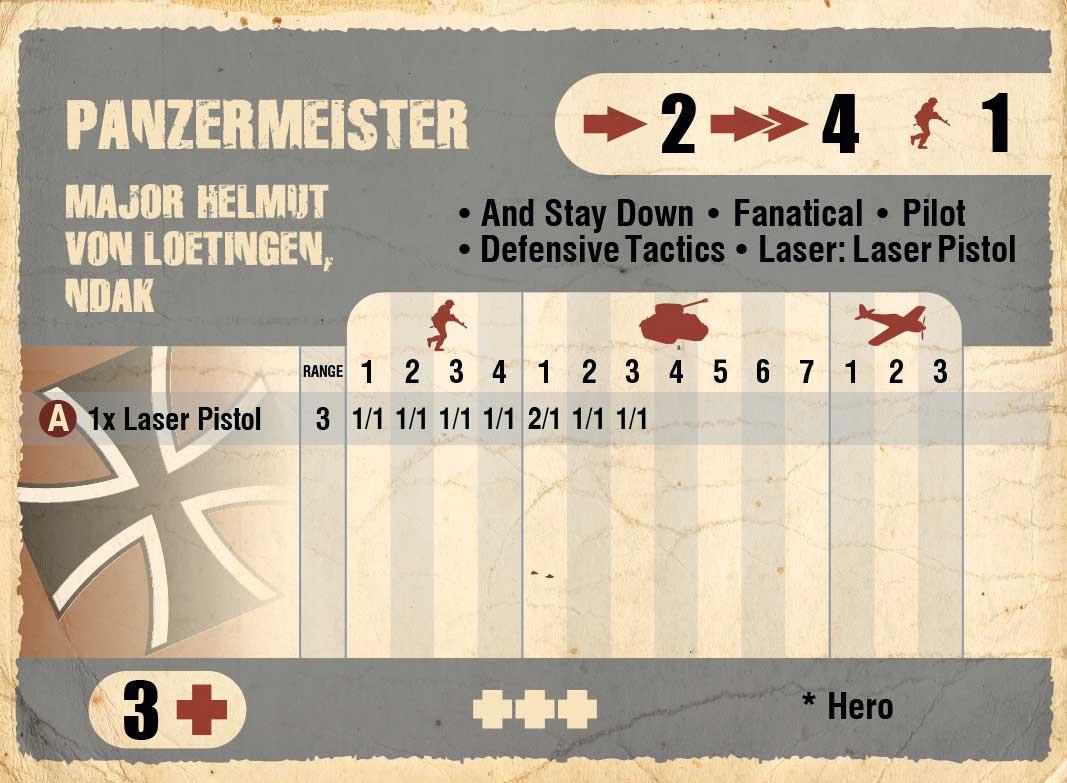 PANZERMEISTER
2 4 1
MAJOR HELMUT
VON LOETINGEN,
NDAK
• And Stay Down • Fanatical • Pilot
• Defensive Tactics • Laser: Laser Pistol
RANGE 1 2 3 4 1 2 3 4 5 6 7 1 2 3
A 1x Laser Pistol 3 1/1 1/1 1/1 1/1 2/1 1/1 1/1
3
* Hero